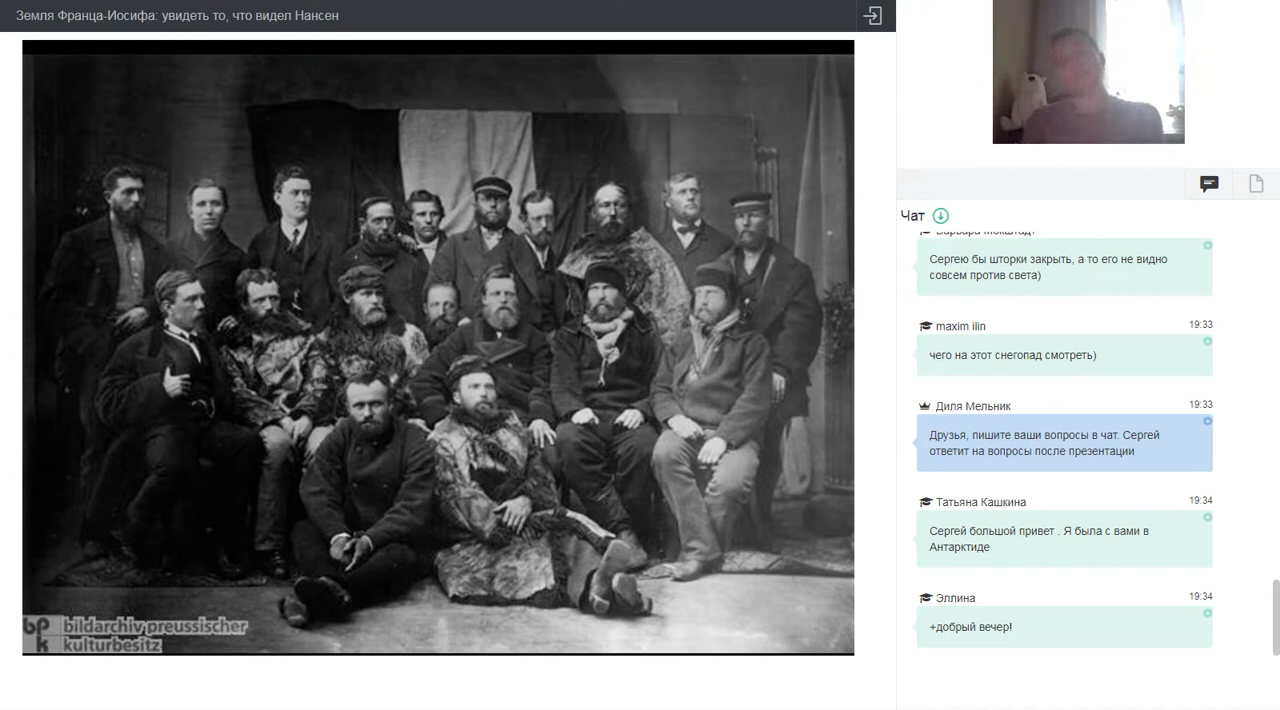 Земля Франца-Иосифа: увидеть то, что видел Нансен
bpk
bildarchiv preussischer
kulturbesitz
Чат
Сергею бы шторки закрыть, а то его не видно
совсем против света)
maxim ilin 19:33
чего на этот снегопад смотреть)
Диля Мельник 19:33
Друзья, пишите ваши вопросы в чат. Сергей
ответит на вопросы после презентации
Татьяна Кашкина 19:34
Сергей большой привет . Я была с вами в
Антарктиде
Эллина 19:34
+добрый вечер!